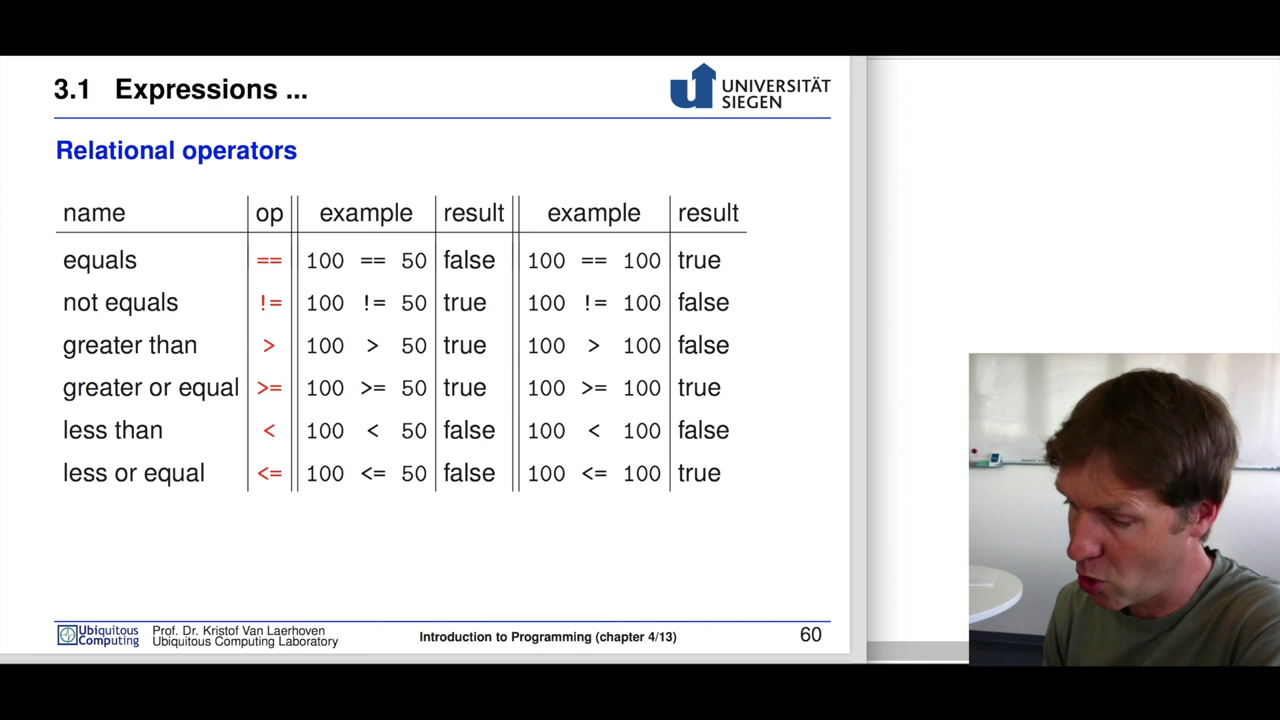 3.1 Expressions ...
UNIVERSITÄT
SIEGEN
Relational operators
name op example result example result
equals == 100 == 50 false 100 == 100 true
not equals != 100 != 50 true 100 != 100 false
greater than > 100 > 50 true 100 > 100 false
greater or equal >= 100 >= 50 true 100 >= 100 true
less than < 100 < 50 false 100 < 100 false
less or equal <= 100 <= 50 false 100 <= 100 true
Ubiquitous
Computing
Prof. Dr. Kristof Van Laerhoven
Ubiquitous Computing Laboratory
Introduction to Programming (chapter 4/13)
60